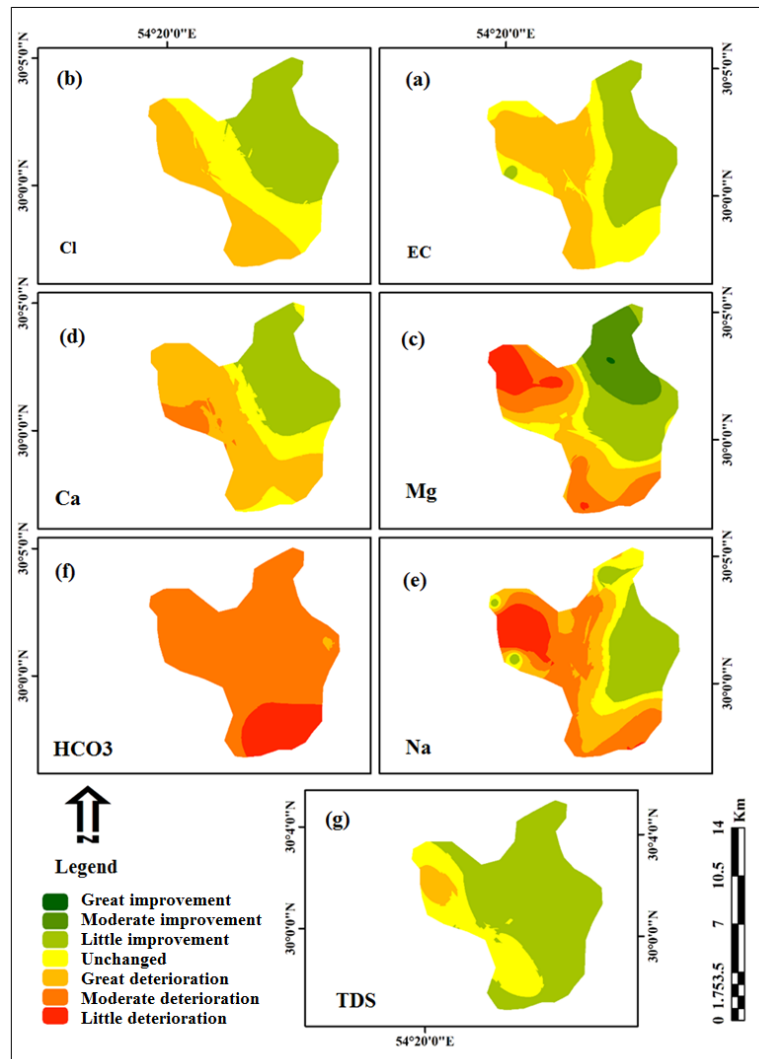 54°20'0"E
54°20'0"E
30°5'0"N
30°0'0"N
(b)
Cl
30°5'0"N
30°0'0"N
(a)
EC
30°5'0"N
30°0'0"N
(d)
Ca
30°5'0"N
30°0'0"N
(c)
Mg
30°5'0"N
30°0'0"N
(f)
HCO3
30°5'0"N
30°0'0"N
(e)
Na
N
30°4'0"N
30°0'0"N
(g)
TDS
30°4'0"N
30°0'0"N
54°20'0"E
Legend
Great improvement
Moderate improvement
Little improvement
Unchanged
Great deterioration
Moderate deterioration
Little deterioration
Km
14
10.5
7
3.5
1.75
0